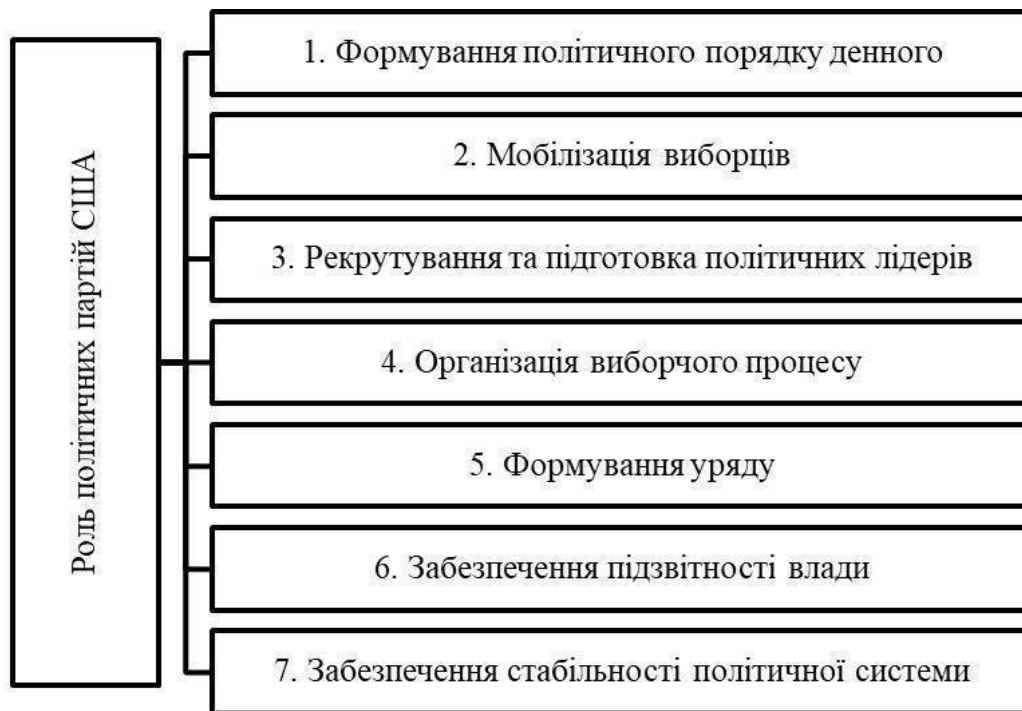 Роль політичних партій США
1. Формування політичного порядку денного
2. Мобілізація виборців
3. Рекрутування та підготовка політичних лідерів
4. Організація виборчого процесу
5. Формування уряду
6. Забезпечення підзвітності влади
7. Забезпечення стабільності політичної системи